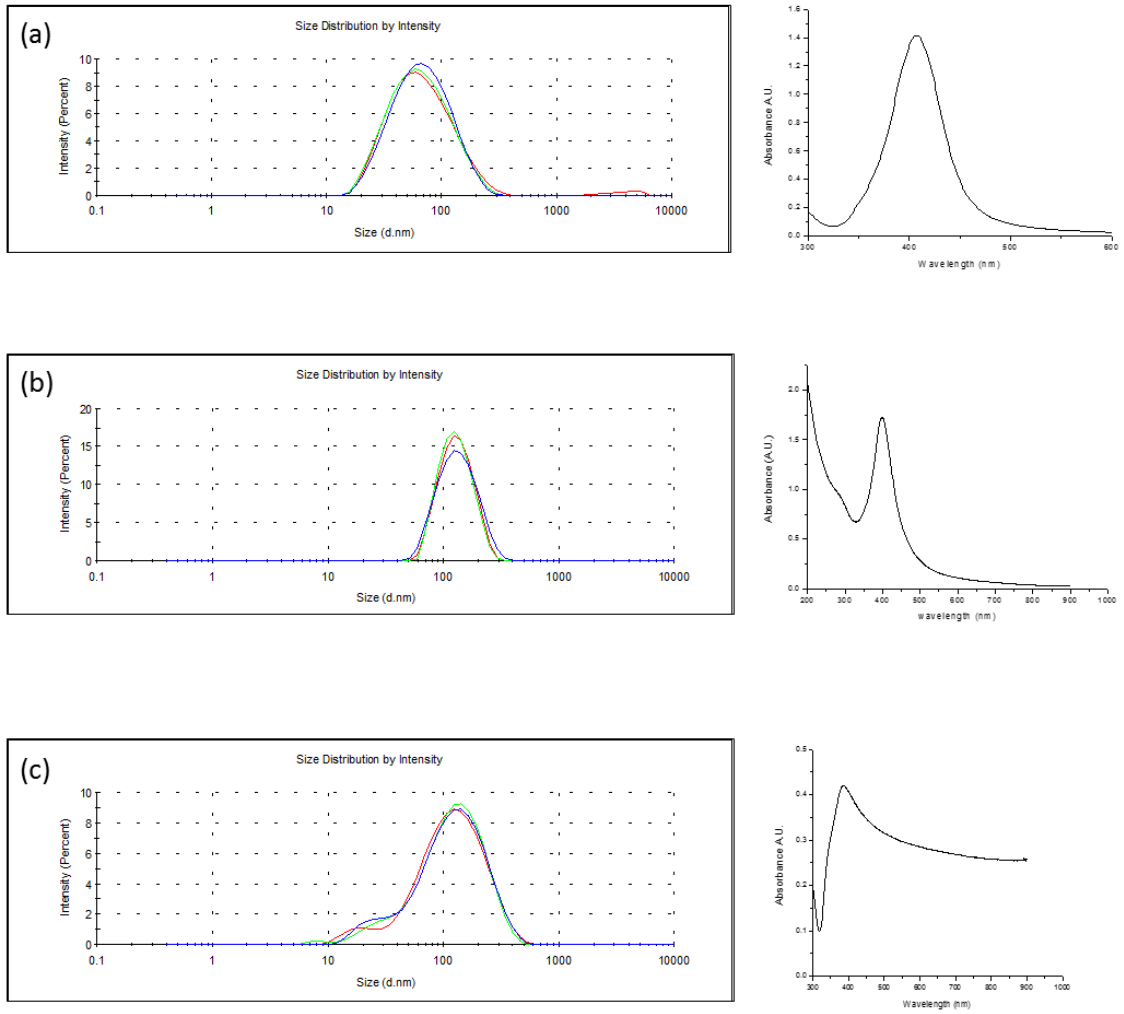 (a)
Size Distribution by Intensity
Intensity (Percent)
10
8
6
4
2
0
0.1 1 10 100 1000 10000
Size (d.nm)
Absorbance A.U.
1.6
1.4
1.2
1.0
0.8
0.6
0.4
0.2
0.0
300 400 500 600
Wavelength (nm)
(b)
Size Distribution by Intensity
Intensity (Percent)
20
15
10
5
0
0.1 1 10 100 1000 10000
Size (d.nm)
Absorbance (A.U.)
2.0
1.5
1.0
0.5
0.0
200 300 400 500 600 700 800 900 1000
wavelength (nm)
(c)
Size Distribution by Intensity
Intensity (Percent)
10
8
6
4
2
0
0.1 1 10 100 1000 10000
Size (d.nm)
Absorbance A.U.
0.5
0.4
0.3
0.2
0.1
0.0
300 400 500 600 700 800 900 1000
Wavelength (nm)